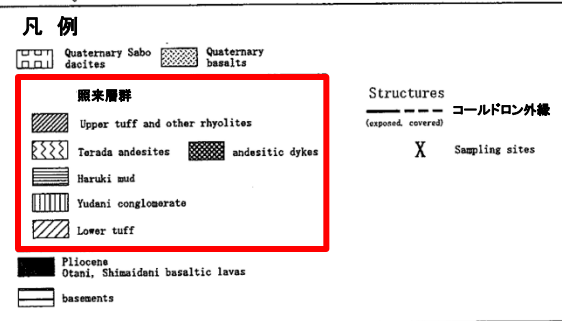 凡 例
Quaternary Sabo
dacites
Quaternary
basalts
照来層群
Upper tuff and other rhyolites
Terada andesites
andesitic dykes
Haruki mud
Yudani conglomerate
Lower tuff
Pliocene
Otani, Shimaidani basaltic lavas
basements
Structures
コールドロン外縁
(exposed. covered)
X Sampling sites